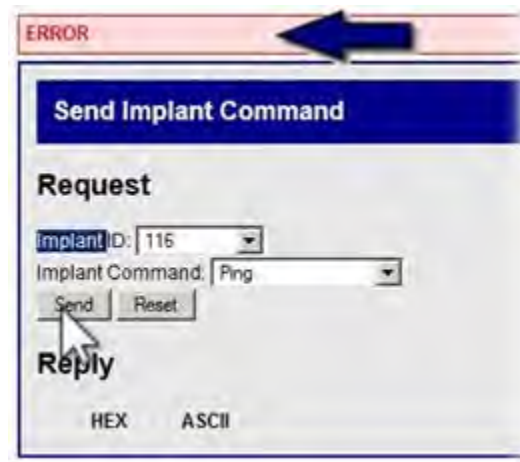 ERROR
Send Implant Command
Request
Implant ID: 116
Implant Command: Ping
Send Reset
Reply
HEX ASCII